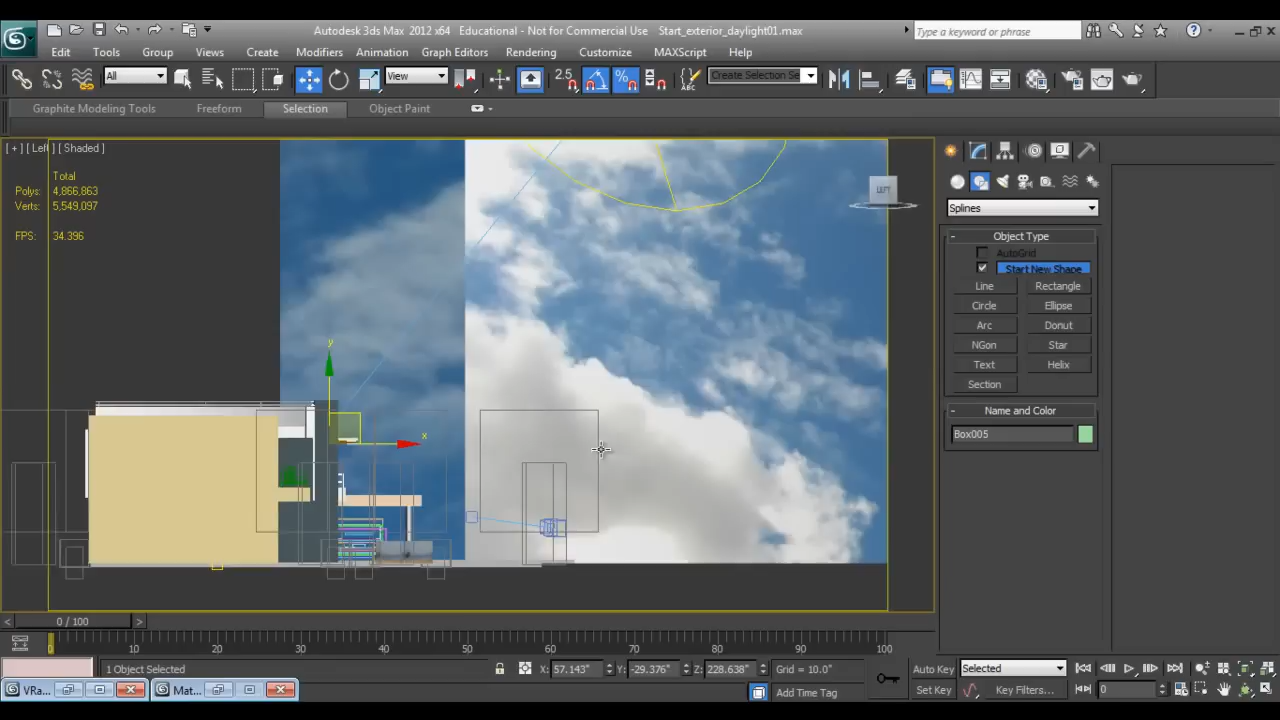 Autodesk 3ds Max 2012 x64 Educational - Not for Commercial Use Start_exterior_daylight01.max
Type a keyword or phrase
Edit Tools Group Views Create Modifiers Animation Graph Editors Rendering Customize MAXScript Help
All View 2.5 Create Selection Se
Graphite Modeling Tools Freeform Selection Object Paint
[ + ] [ Left ] [ Shaded ]
Total
Polys: 4,866,863
Verts: 5,549,097
FPS: 34.396
LEFT
y
x
Splines
- Object Type
AutoGrid
Start New Shape
Line Rectangle
Circle Ellipse
Arc Donut
NGon Star
Text Helix
Section
- Name and Color
Box005
< 0 / 100 >
0 10 20 30 40 50 60 70 80 90 100
1 Object Selected X: 57.143" Y: -29.376" Z: 228.638" Grid = 10.0" Auto Key Selected
VRa... Mat... Add Time Tag Set Key Key Filters... 0